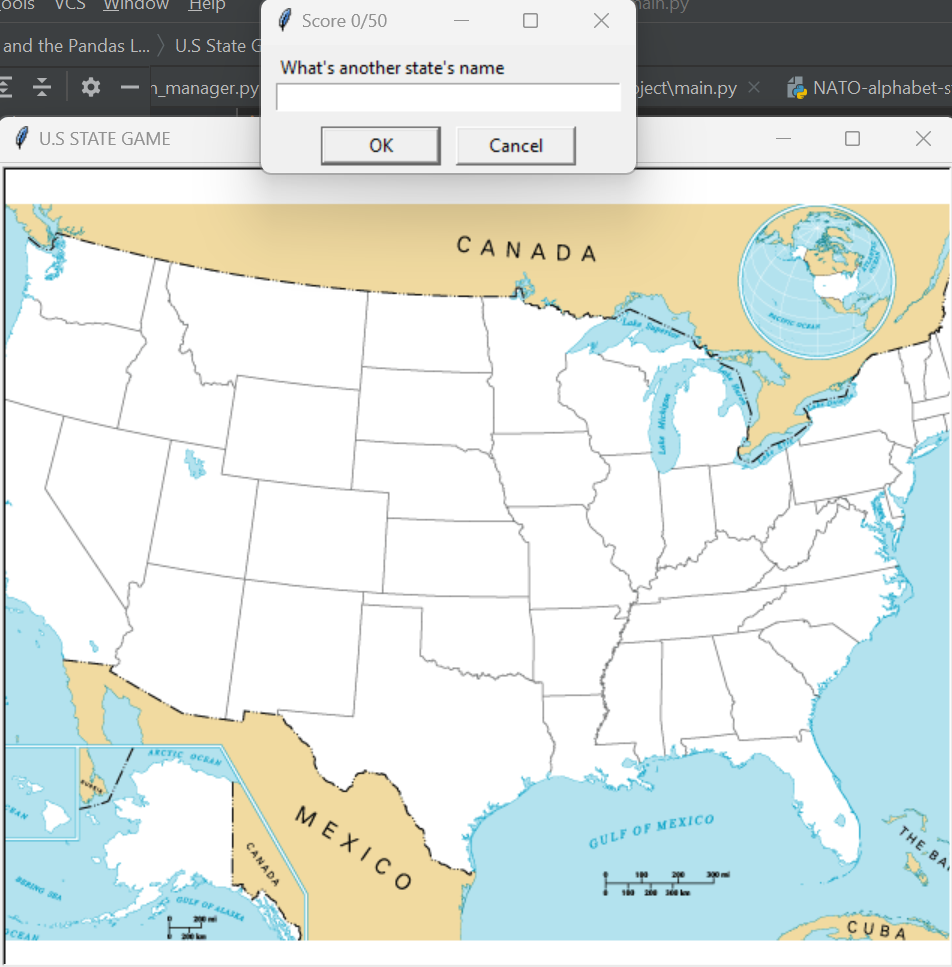 ools VCS Window Help main.py
and the Pandas L... 〉 U.S State G
n_manager.py
ject\main.py
NATO-alphabet-s
Score 0/50
What's another state's name
OK Cancel
U.S STATE GAME
CANADA
PACIFIC OCEAN
Lake Superior
Lake Michigan
ARCTIC OCEAN
RUSSIA
EAN
CANADA
MEXICO
GULF OF MEXICO
THE BA
0 100 200 300 mi
0 100 200 300 km
BERING SEA
GULF OF ALASKA
0 200 mi
0 200 km
OCEAN
CUBA